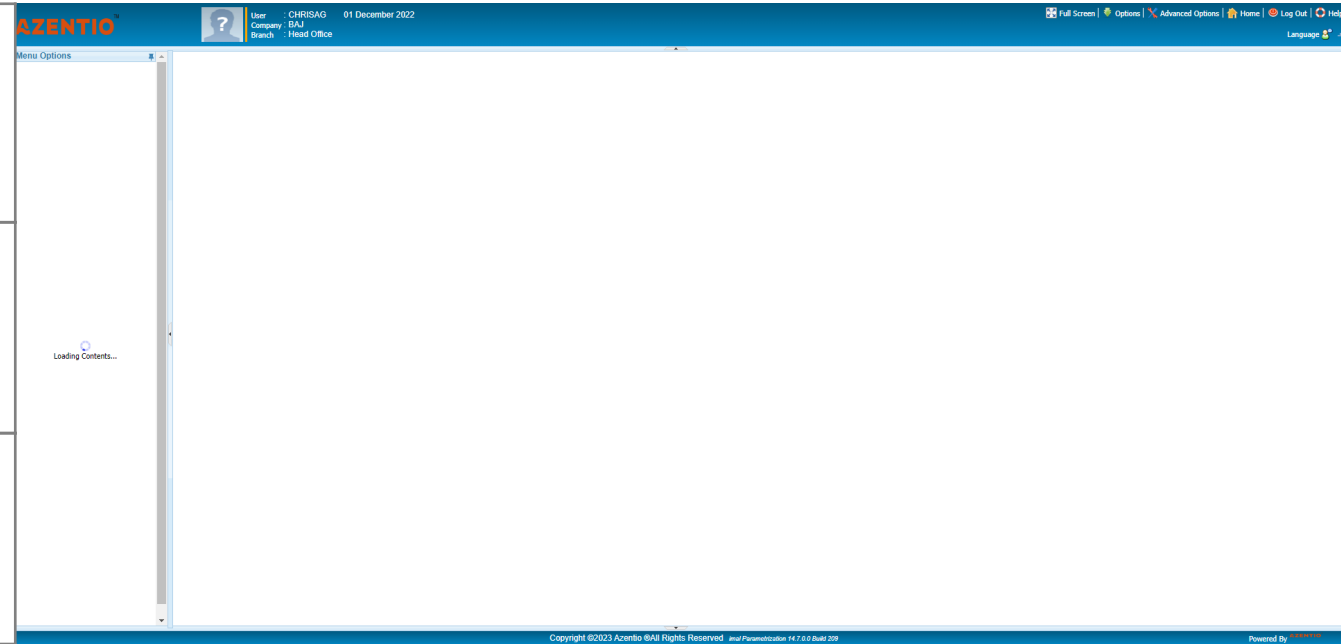 AZENTIO™
User : CHRISAG 01 December 2022
Company : BAJ
Branch : Head Office
Full Screen | Options | Advanced Options | Home | Log Out | Help
Language
Menu Options
Loading Contents...
Copyright ©2023 Azentio ®All Rights Reserved imal Parametrization 14.7.0.0 Build 209
Powered By AZENTIO